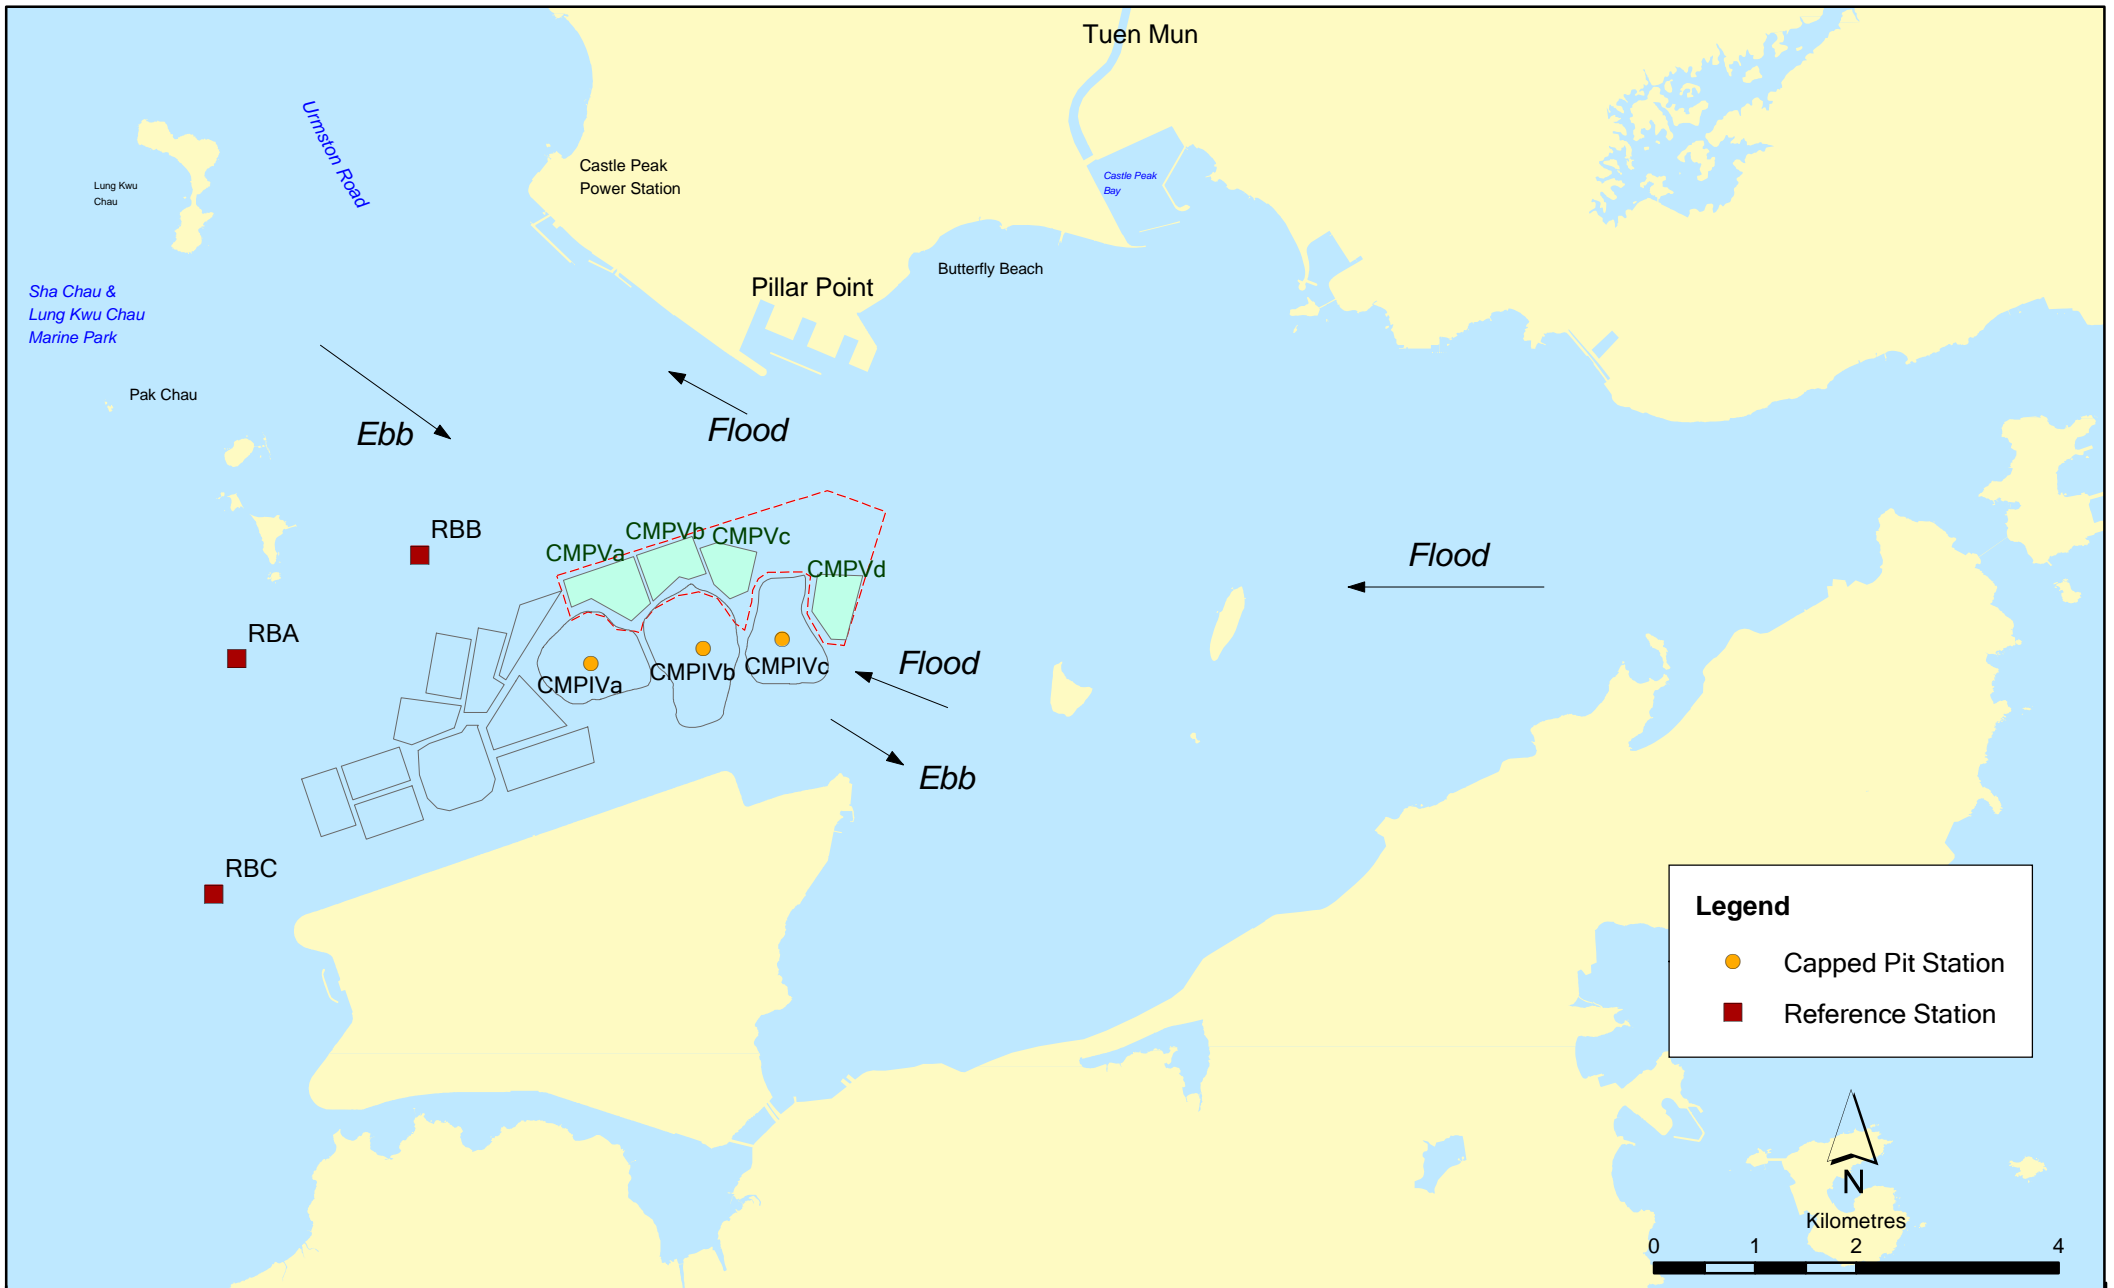 Tuen Mun
Urmston Road
Castle Peak
Power Station
Castle Peak
Bay
Lung Kwu
Chau
Butterfly Beach
Pillar Point
Sha Chau &
Lung Kwu Chau
Marine Park
Pak Chau
Ebb
Flood
RBB
CMPVa
CMPVb
CMPVc
CMPVd
Flood
RBA
CMPIVa
CMPIVb
CMPIVc
Flood
Ebb
RBC
Legend
Capped Pit Station
Reference Station
N
Kilometres
0 1 2 4